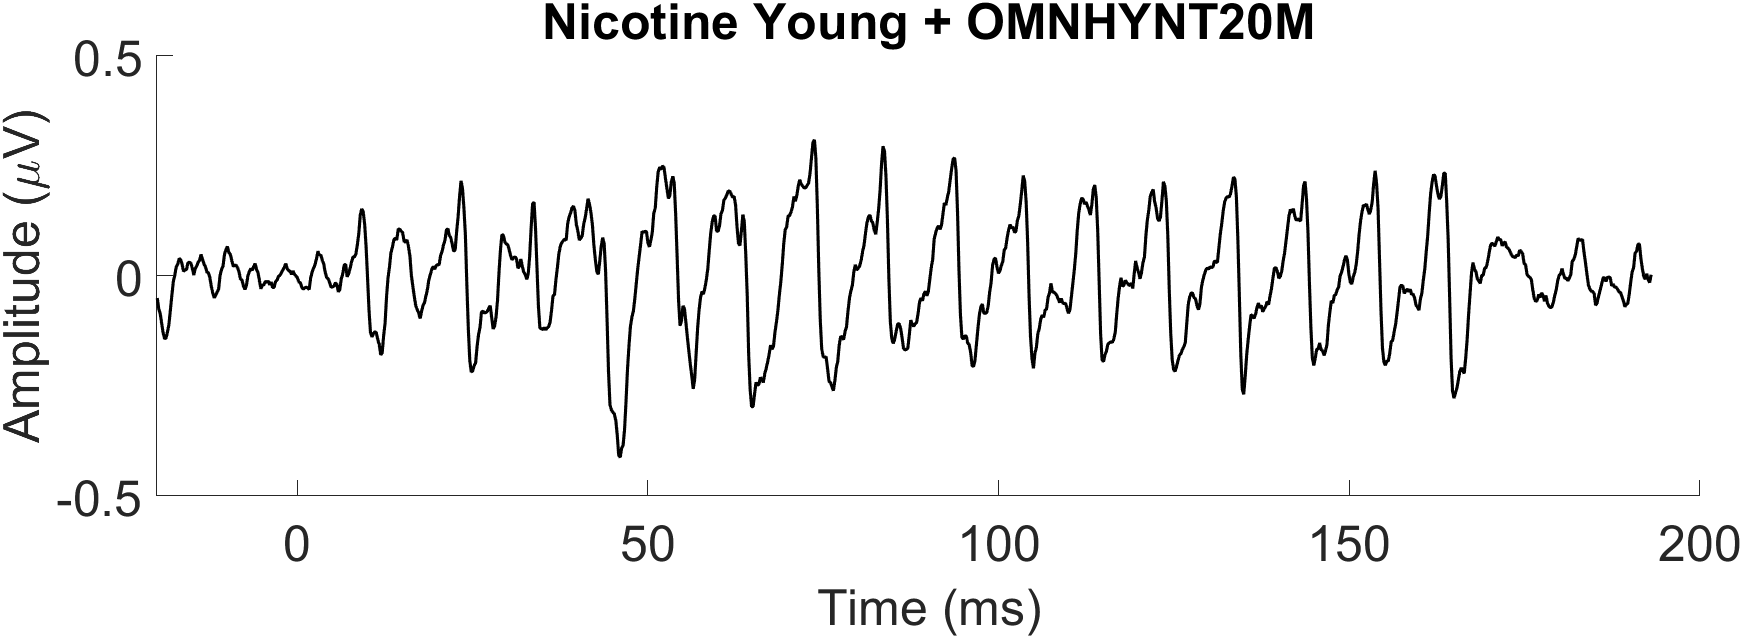 Nicotine Young + OMNHYNT20M
0.5
0
-0.5
Amplitude (μV)
0 50 100 150 200
Time (ms)